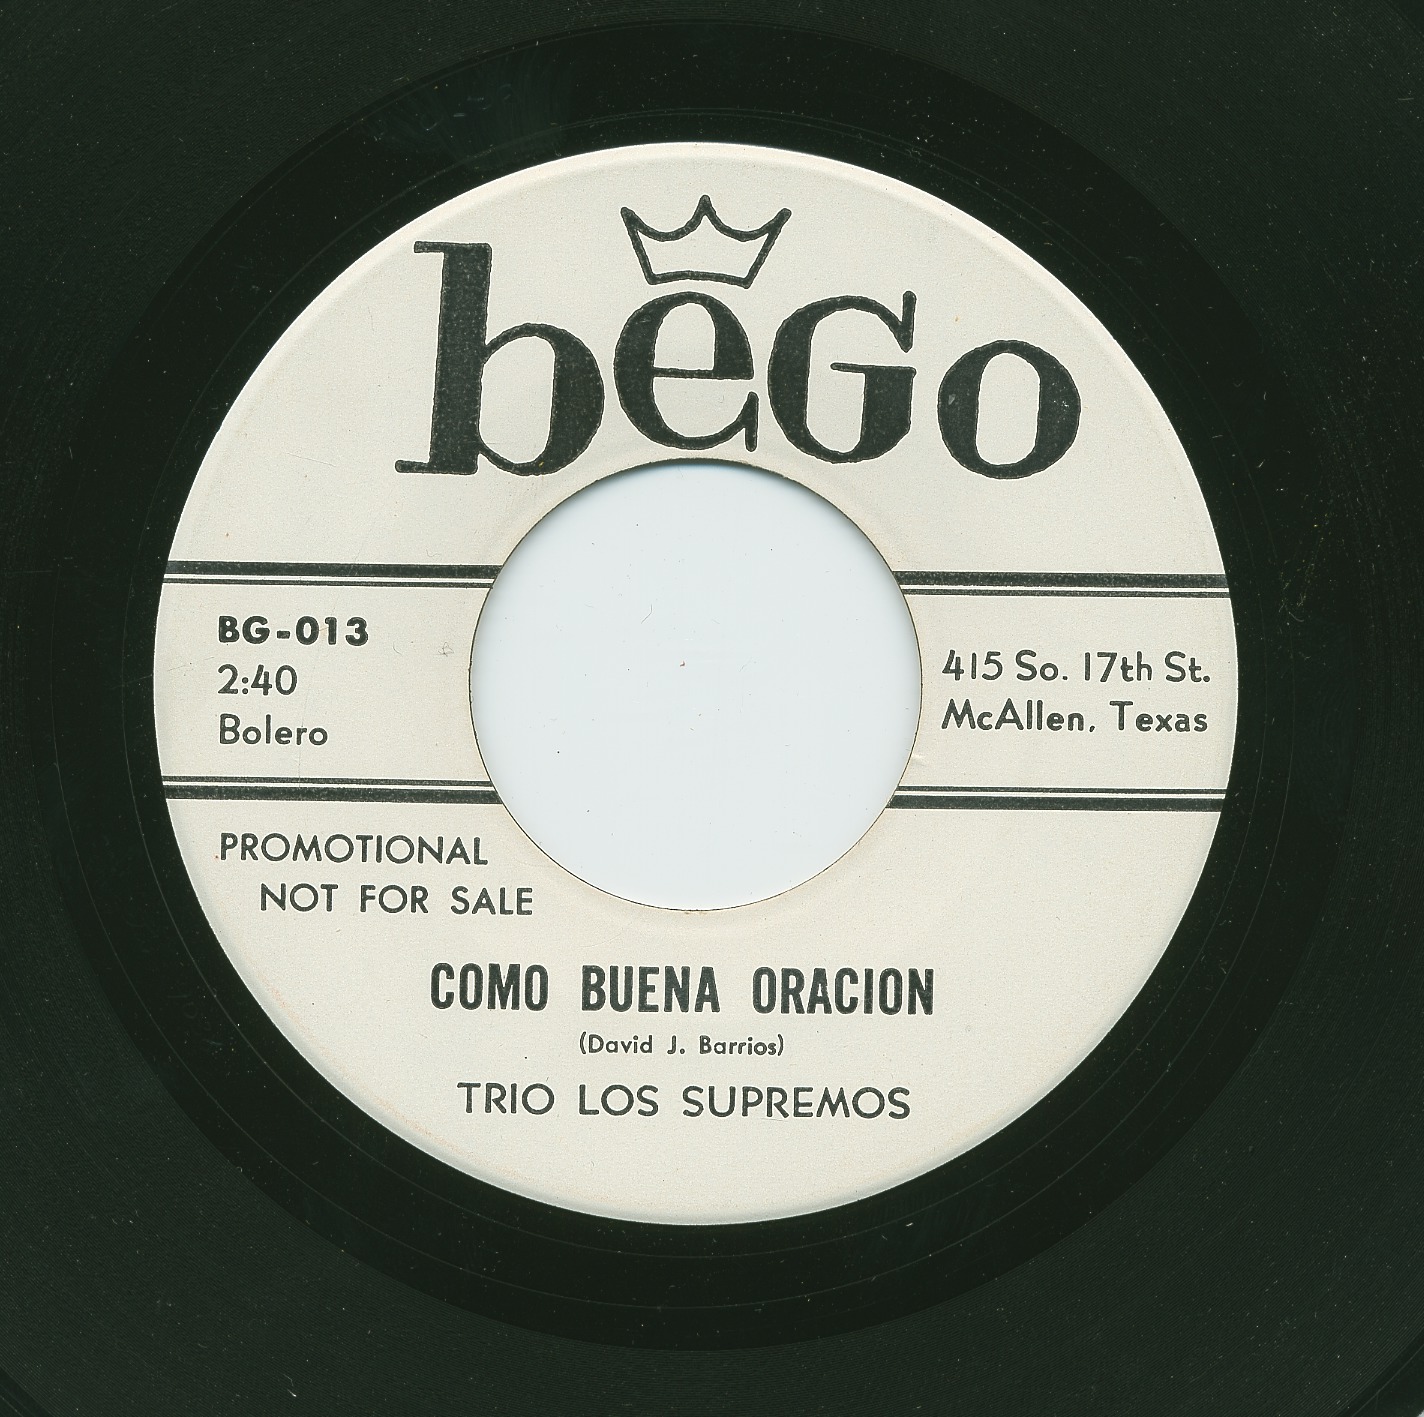 beGo
BG-013
2:40
Bolero
415 So. 17th St.
McAllen, Texas
PROMOTIONAL
NOT FOR SALE
COMO BUENA ORACION
(David J. Barrios)
TRIO LOS SUPREMOS